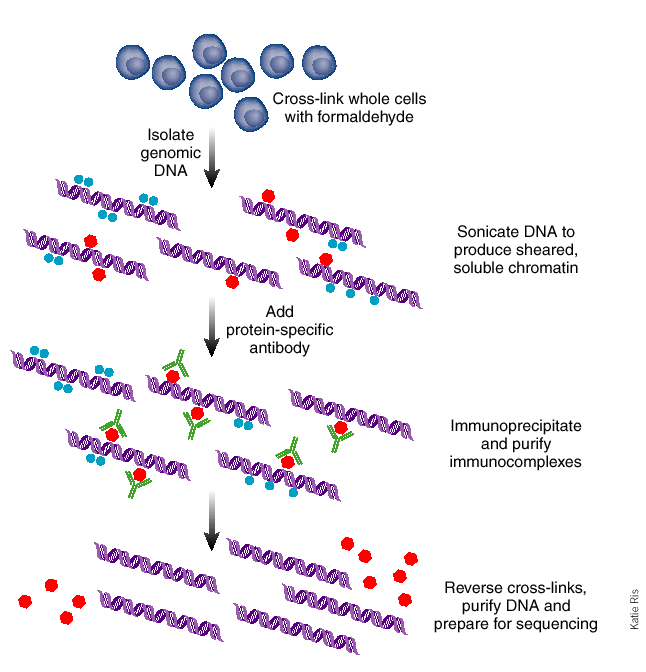 Cross-link whole cells
with formaldehyde
Isolate
genomic
DNA
Sonicate DNA to
produce sheared,
soluble chromatin
Add
protein-specific
antibody
Immunoprecipitate
and purify
immunocomplexes
Reverse cross-links,
purify DNA and
prepare for sequencing
Katie Ris